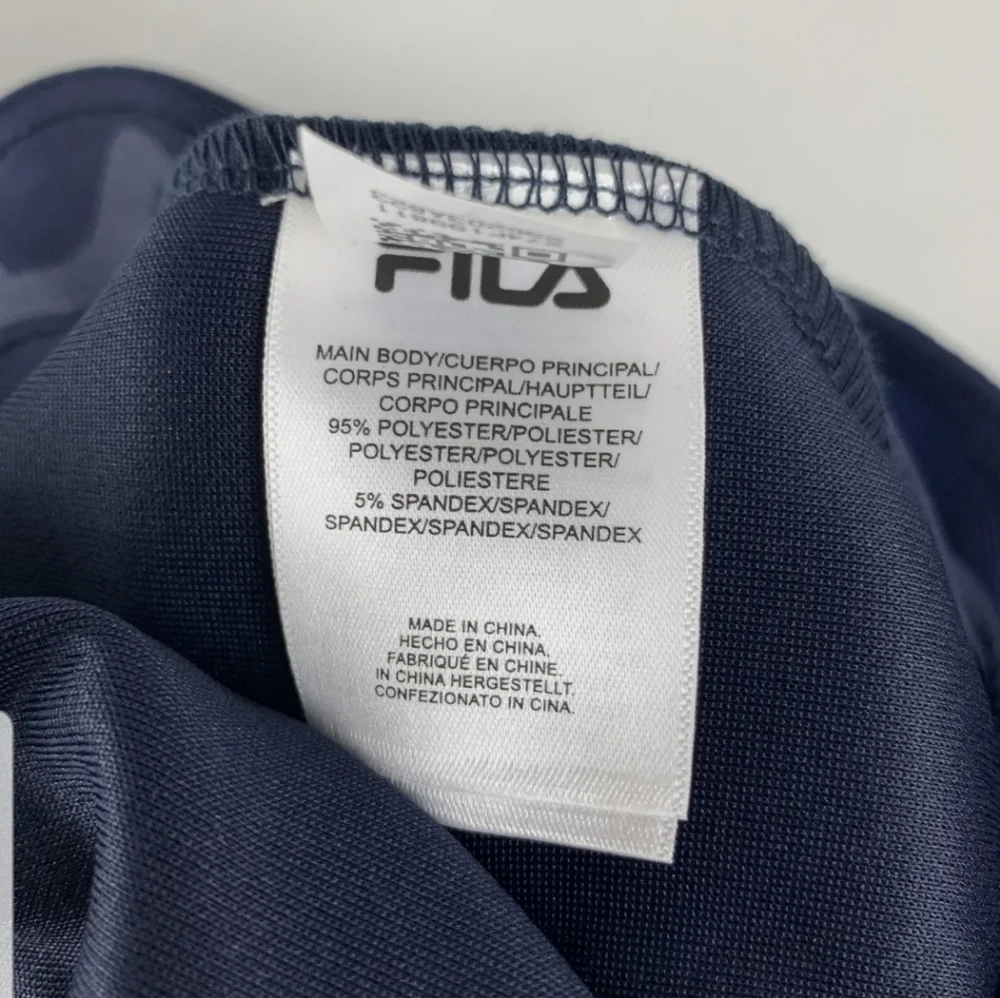 FILA
MAIN BODY/CUERPO PRINCIPAL/
CORPS PRINCIPAL/HAUPTTEIL/
CORPO PRINCIPALE
95% POLYESTER/POLIESTER/
POLYESTER/POLYESTER/
POLIESTERE
5% SPANDEX/SPANDEX/
SPANDEX/SPANDEX/SPANDEX
MADE IN CHINA.
HECHO EN CHINA.
FABRIQUÉ EN CHINE.
IN CHINA HERGESTELLT.
CONFEZIONATO IN CINA.